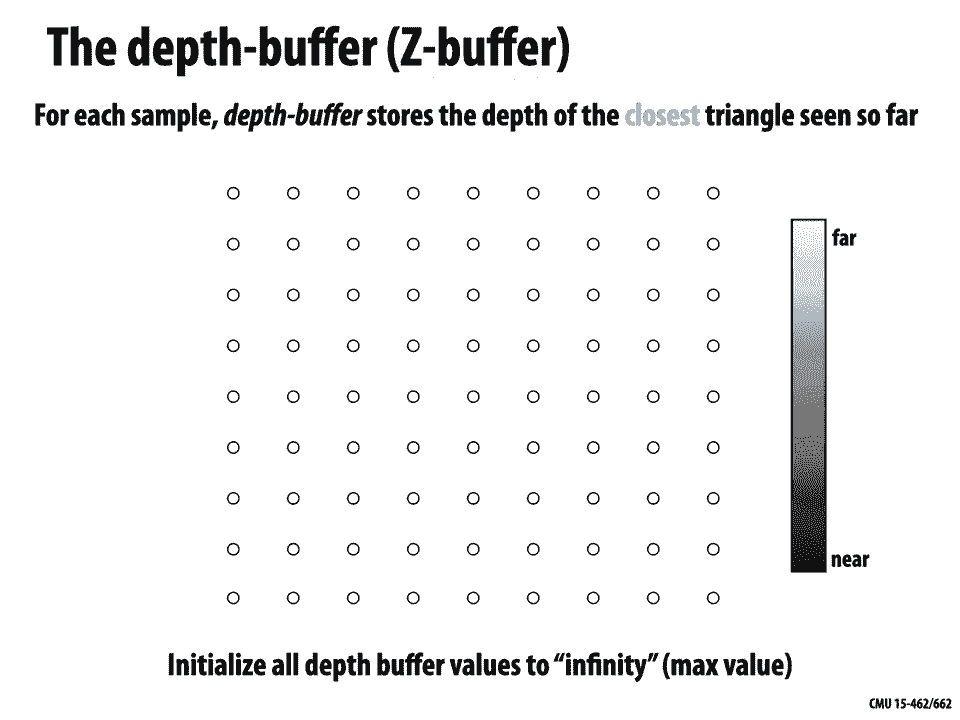 The depth-buffer (Z-buffer)
For each sample, depth-buffer stores the depth of the closest triangle seen so far
far
near
Initialize all depth buffer values to “infinity” (max value)
CMU 15-462/662